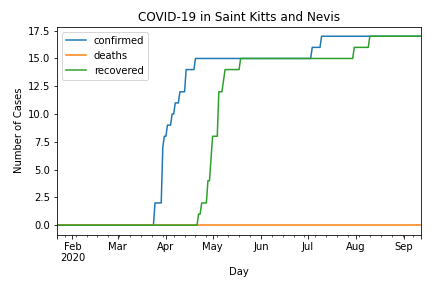 COVID-19 in Saint Kitts and Nevis
confirmed
deaths
recovered
17.5
15.0
12.5
10.0
7.5
5.0
2.5
0.0
Number of Cases
Feb Mar Apr May Jun Jul Aug Sep
2020
Day